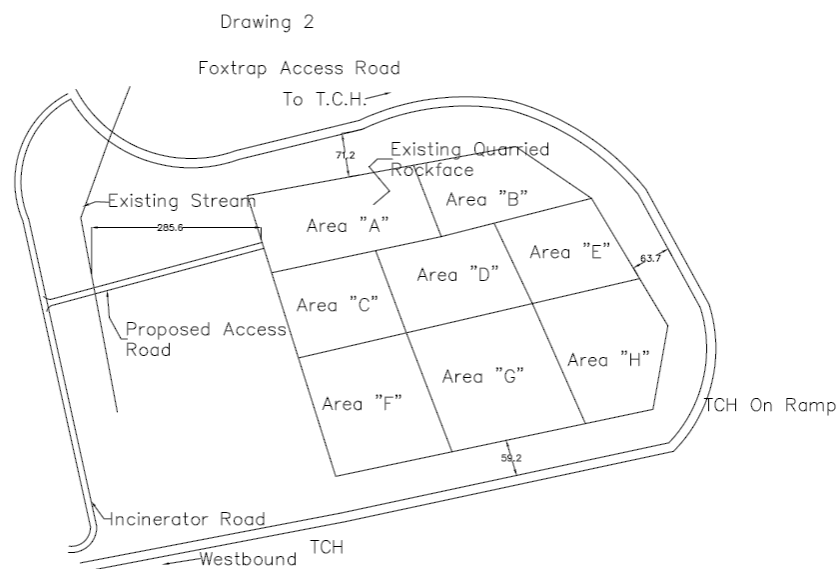 Drawing 2
Foxtrap Access Road
To T.C.H.
71.2
Existing Quarried
Rockface
Existing Stream
285.6
Area "A"
Area "B"
Area "E"
63.7
Area "D"
Area "C"
Proposed Access
Road
Area "H"
Area "G"
Area "F"
TCH On Ramp
59.2
Incinerator Road
TCH
Westbound